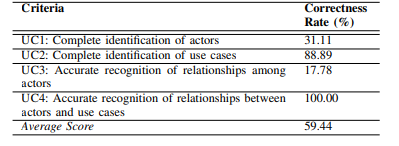 Criteria Correctness
Rate (%)
UC1: Complete identification of actors 31.11
UC2: Complete identification of use cases 88.89
UC3: Accurate recognition of relationships among 17.78
actors
UC4: Accurate recognition of relationships between 100.00
actors and use cases
Average Score 59.44